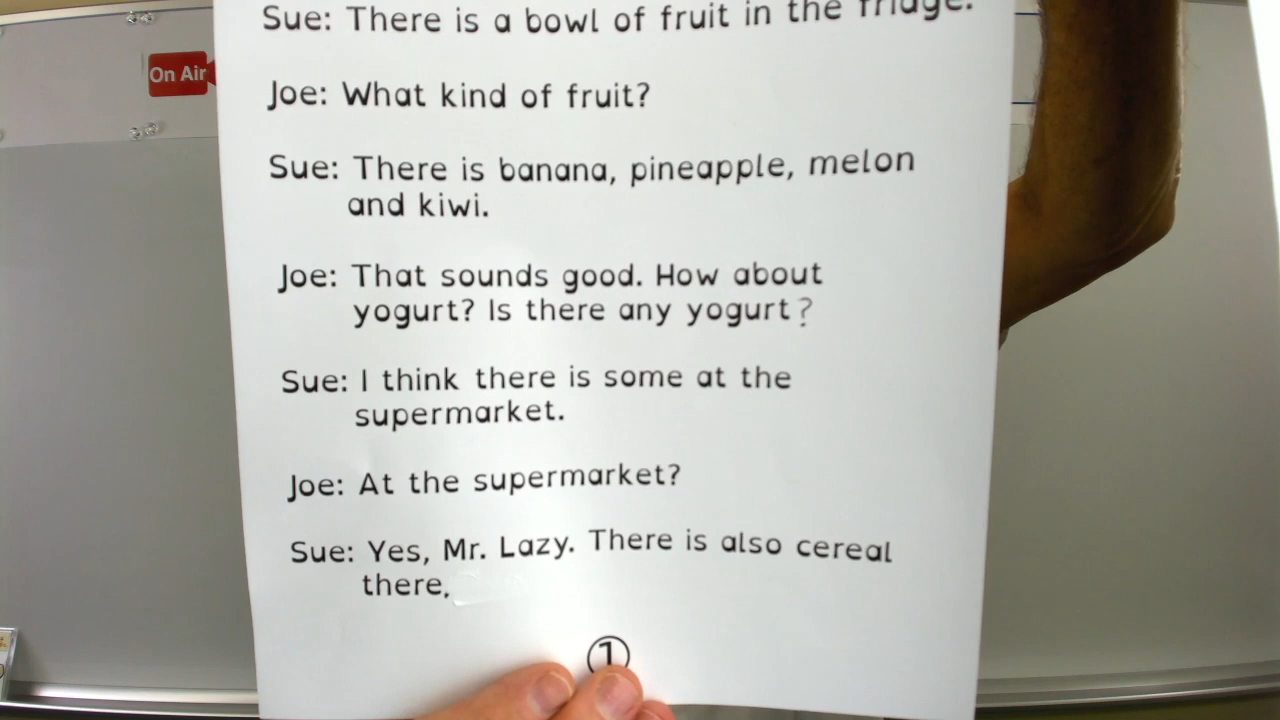 Sue: There is a bowl of fruit in the fridge.
On Air
Joe: What kind of fruit?
Sue: There is banana, pineapple, melon
and kiwi.
Joe: That sounds good. How about
yogurt? Is there any yogurt?
Sue: I think there is some at the
supermarket.
Joe: At the supermarket?
Sue: Yes, Mr. Lazy. There is also cereal
there.
1